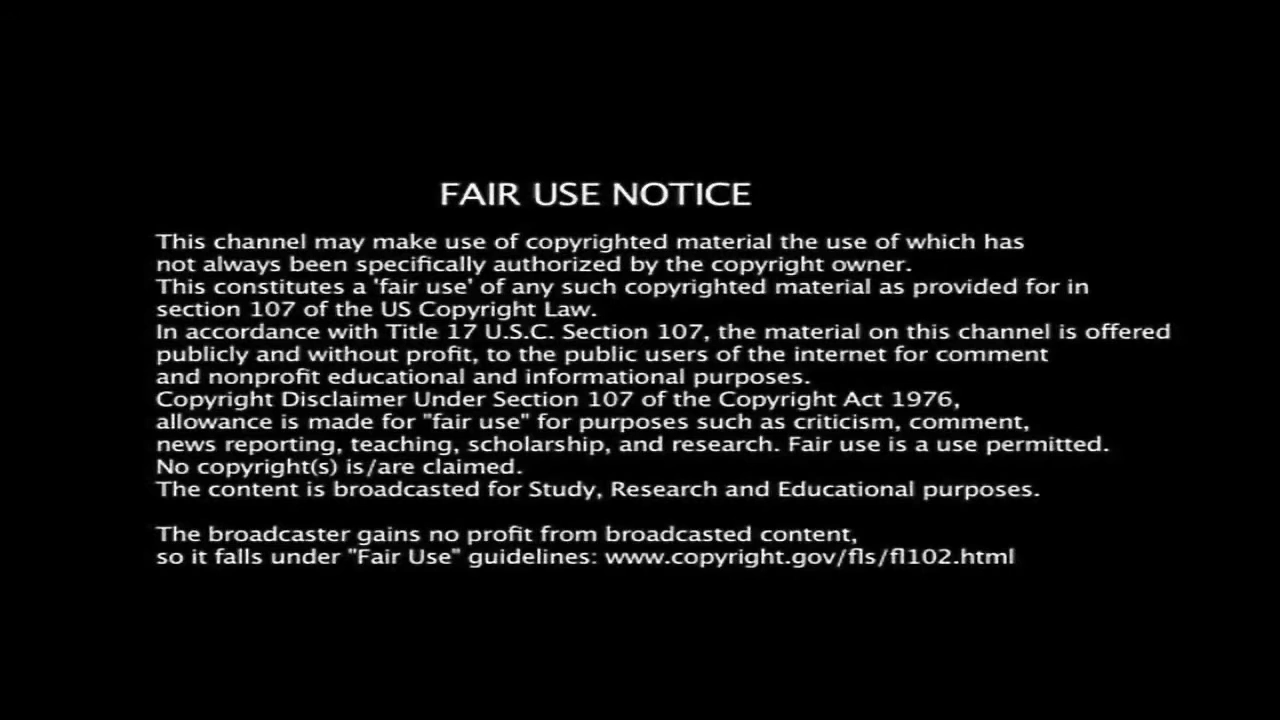 FAIR USE NOTICE
This channel may make use of copyrighted material the use of which has
not always been specifically authorized by the copyright owner.
This constitutes a 'fair use' of any such copyrighted material as provided for in
section 107 of the US Copyright Law.
In accordance with Title 17 U.S.C. Section 107, the material on this channel is offered
publicly and without profit, to the public users of the internet for comment
and nonprofit educational and informational purposes.
Copyright Disclaimer Under Section 107 of the Copyright Act 1976,
allowance is made for "fair use" for purposes such as criticism, comment,
news reporting, teaching, scholarship, and research. Fair use is a use permitted.
No copyright(s) is/are claimed.
The content is broadcasted for Study, Research and Educational purposes.
The broadcaster gains no profit from broadcasted content,
so it falls under "Fair Use" guidelines: www.copyright.gov/fls/fl102.html